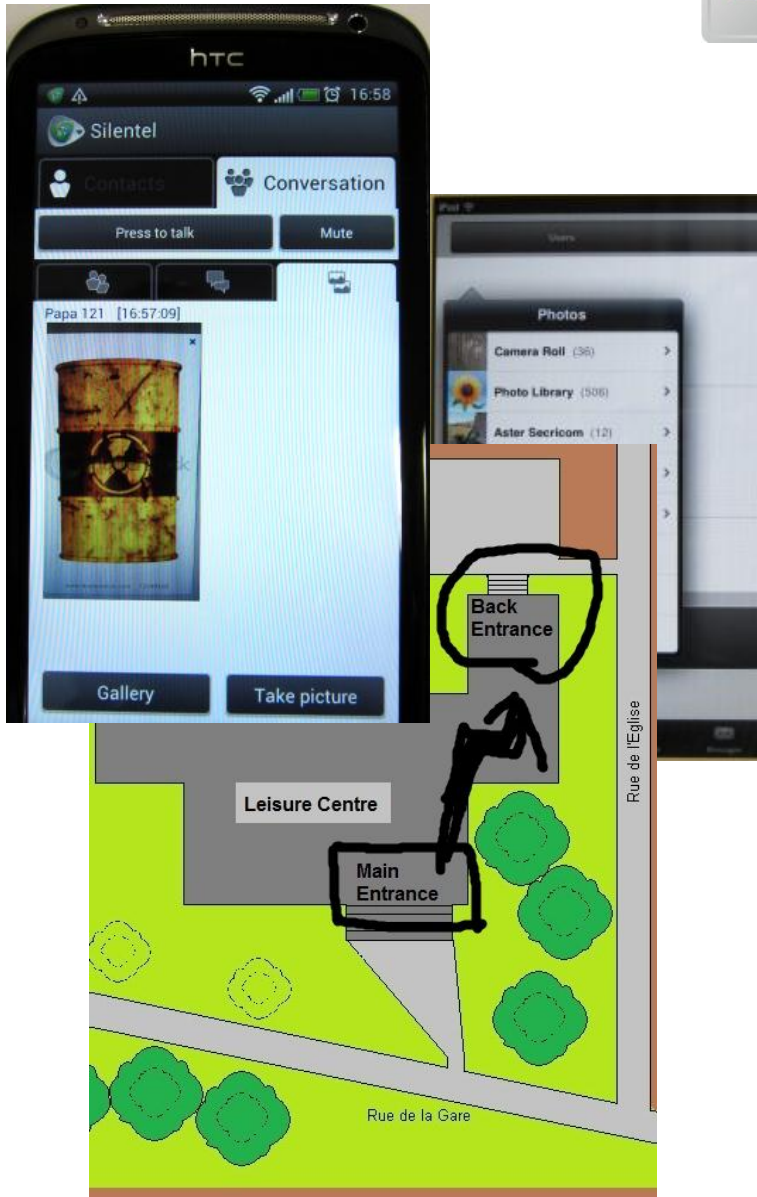 hTC
16:58
Silentel
Contacts
Conversation
Press to talk
Mute
Papa 121 [16:57:09]
Gallery
Take picture
iPod
Users
Photos
Camera Roll (36)
Photo Library (506)
Aster Secricom (12)
Back
Entrance
Leisure Centre
Main
Entrance
Rue de l'Eglise
Rue de la Gare